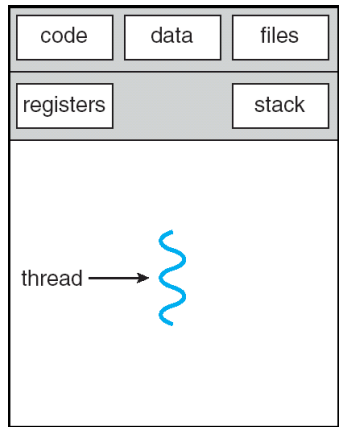 code data files
registers stack
thread